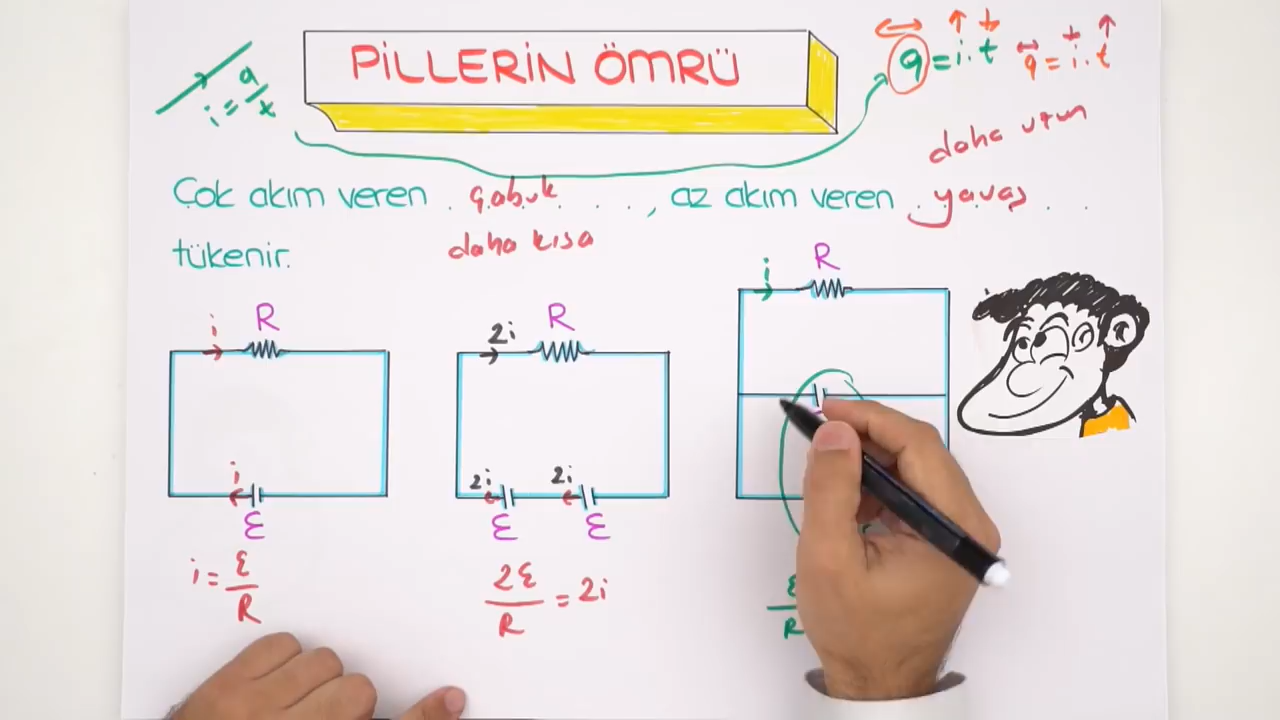 PİLLERİN ÖMRÜ
i = q/t
q = i.t
q = i.t
daha uzun
Çok akım veren . çabuk . . . . , az akım veren . yavaş . . .
tükenir.
daha kısa
i
R
i
ε
i = ε/R
2i
R
2i
2i
ε
ε
2ε/R = 2i
i
R
ε
R